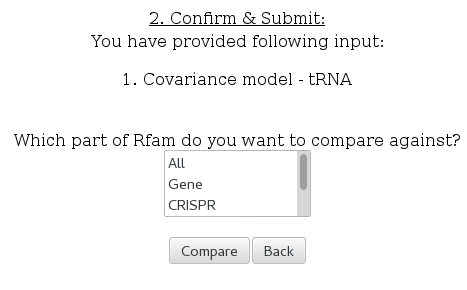 2. Confirm & Submit:
You have provided following input:
1. Covariance model - tRNA
Which part of Rfam do you want to compare against?
All
Gene
CRISPR
Compare Back